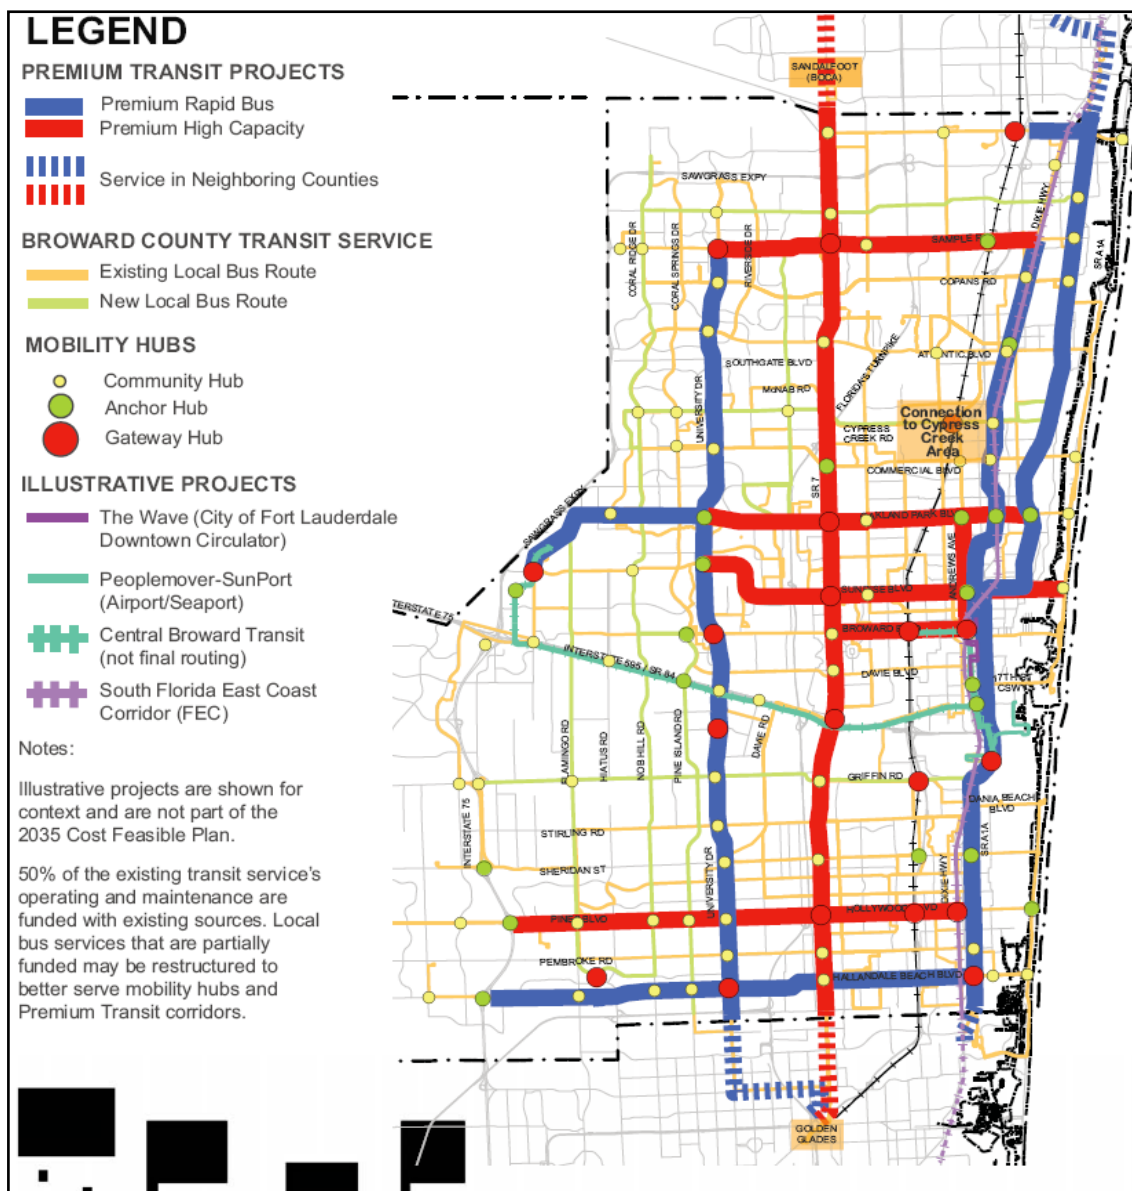 LEGEND
PREMIUM TRANSIT PROJECTS
Premium Rapid Bus
Premium High Capacity
Service in Neighboring Counties
BROWARD COUNTY TRANSIT SERVICE
Existing Local Bus Route
New Local Bus Route
MOBILITY HUBS
Community Hub
Anchor Hub
Gateway Hub
ILLUSTRATIVE PROJECTS
The Wave (City of Fort Lauderdale
Downtown Circulator)
Peoplemover-SunPort
(Airport/Seaport)
Central Broward Transit
(not final routing)
South Florida East Coast
Corridor (FEC)
Notes:
Illustrative projects are shown for
context and are not part of the
2035 Cost Feasible Plan.
50% of the existing transit service's
operating and maintenance are
funded with existing sources. Local
bus services that are partially
funded may be restructured to
better serve mobility hubs and
Premium Transit corridors.
SANDALFOOT
(BOCA)
SAWGRASS EXPY
CORAL RIDGE DR
CORAL SPRINGS DR
RIVERSIDE DR
DIXIE HWY
SAMPLE
SR A1A
COPANS RD
ATLANTIC BLVD
SOUTHGATE BLVD
FLORIDA'S TURNPIKE
McNAB RD
UNIVERSITY DR
Connection
to Cypress
Creek
Area
CYPRESS
CREEK RD
COMMERCIAL BLVD
SR 7
SAWGRASS EXPY
ANDREWS AVE
BLVD
INTERSTATE 75
BROWARD
INTERSTATE 595 / SR 84
DAVIE BLVD
17TH ST
CSWY
FLAMINGO RD
HIATUS RD
NOB HILL RD
PINE ISLAND RD
DAVIE RD
GRIFFIN RD
DANIA BEACH
BLVD
INTERSTATE 75
STIRLING RD
SHERIDAN ST
UNIVERSITY DR
DIXIE HWY
SR A1A
PINES BLVD
PEMBROKE RD
HALLANDALE BEACH BLVD
GOLDEN
GLADES